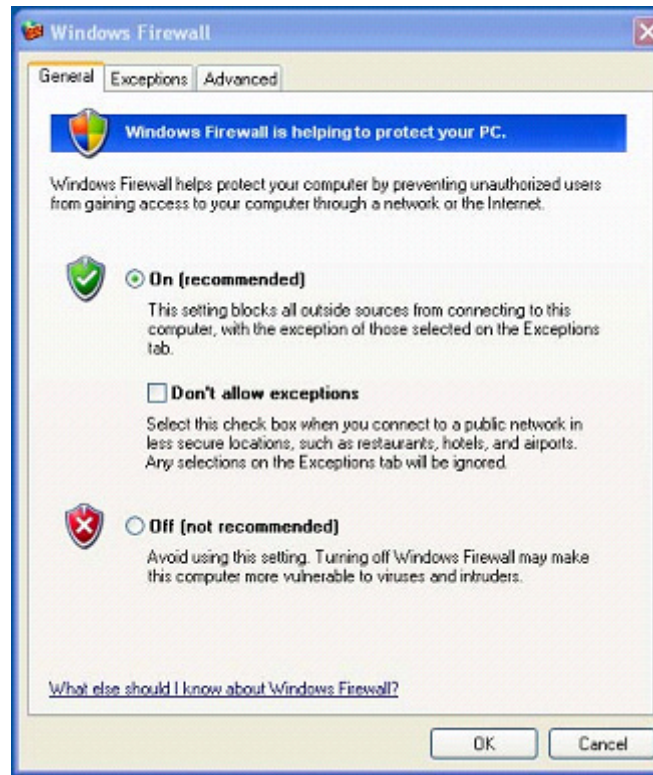 Windows Firewall
General Exceptions Advanced
Windows Firewall is helping to protect your PC.
Windows Firewall helps protect your computer by preventing unauthorized users
from gaining access to your computer through a network or the Internet.
On (recommended)
This setting blocks all outside sources from connecting to this
computer, with the exception of those selected on the Exceptions
tab.
Don't allow exceptions
Select this check box when you connect to a public network in
less secure locations, such as restaurants, hotels, and airports.
Any selections on the Exceptions tab will be ignored.
Off (not recommended)
Avoid using this setting. Turning off Windows Firewall may make
this computer more vulnerable to viruses and intruders.
What else should I know about Windows Firewall?
OK Cancel